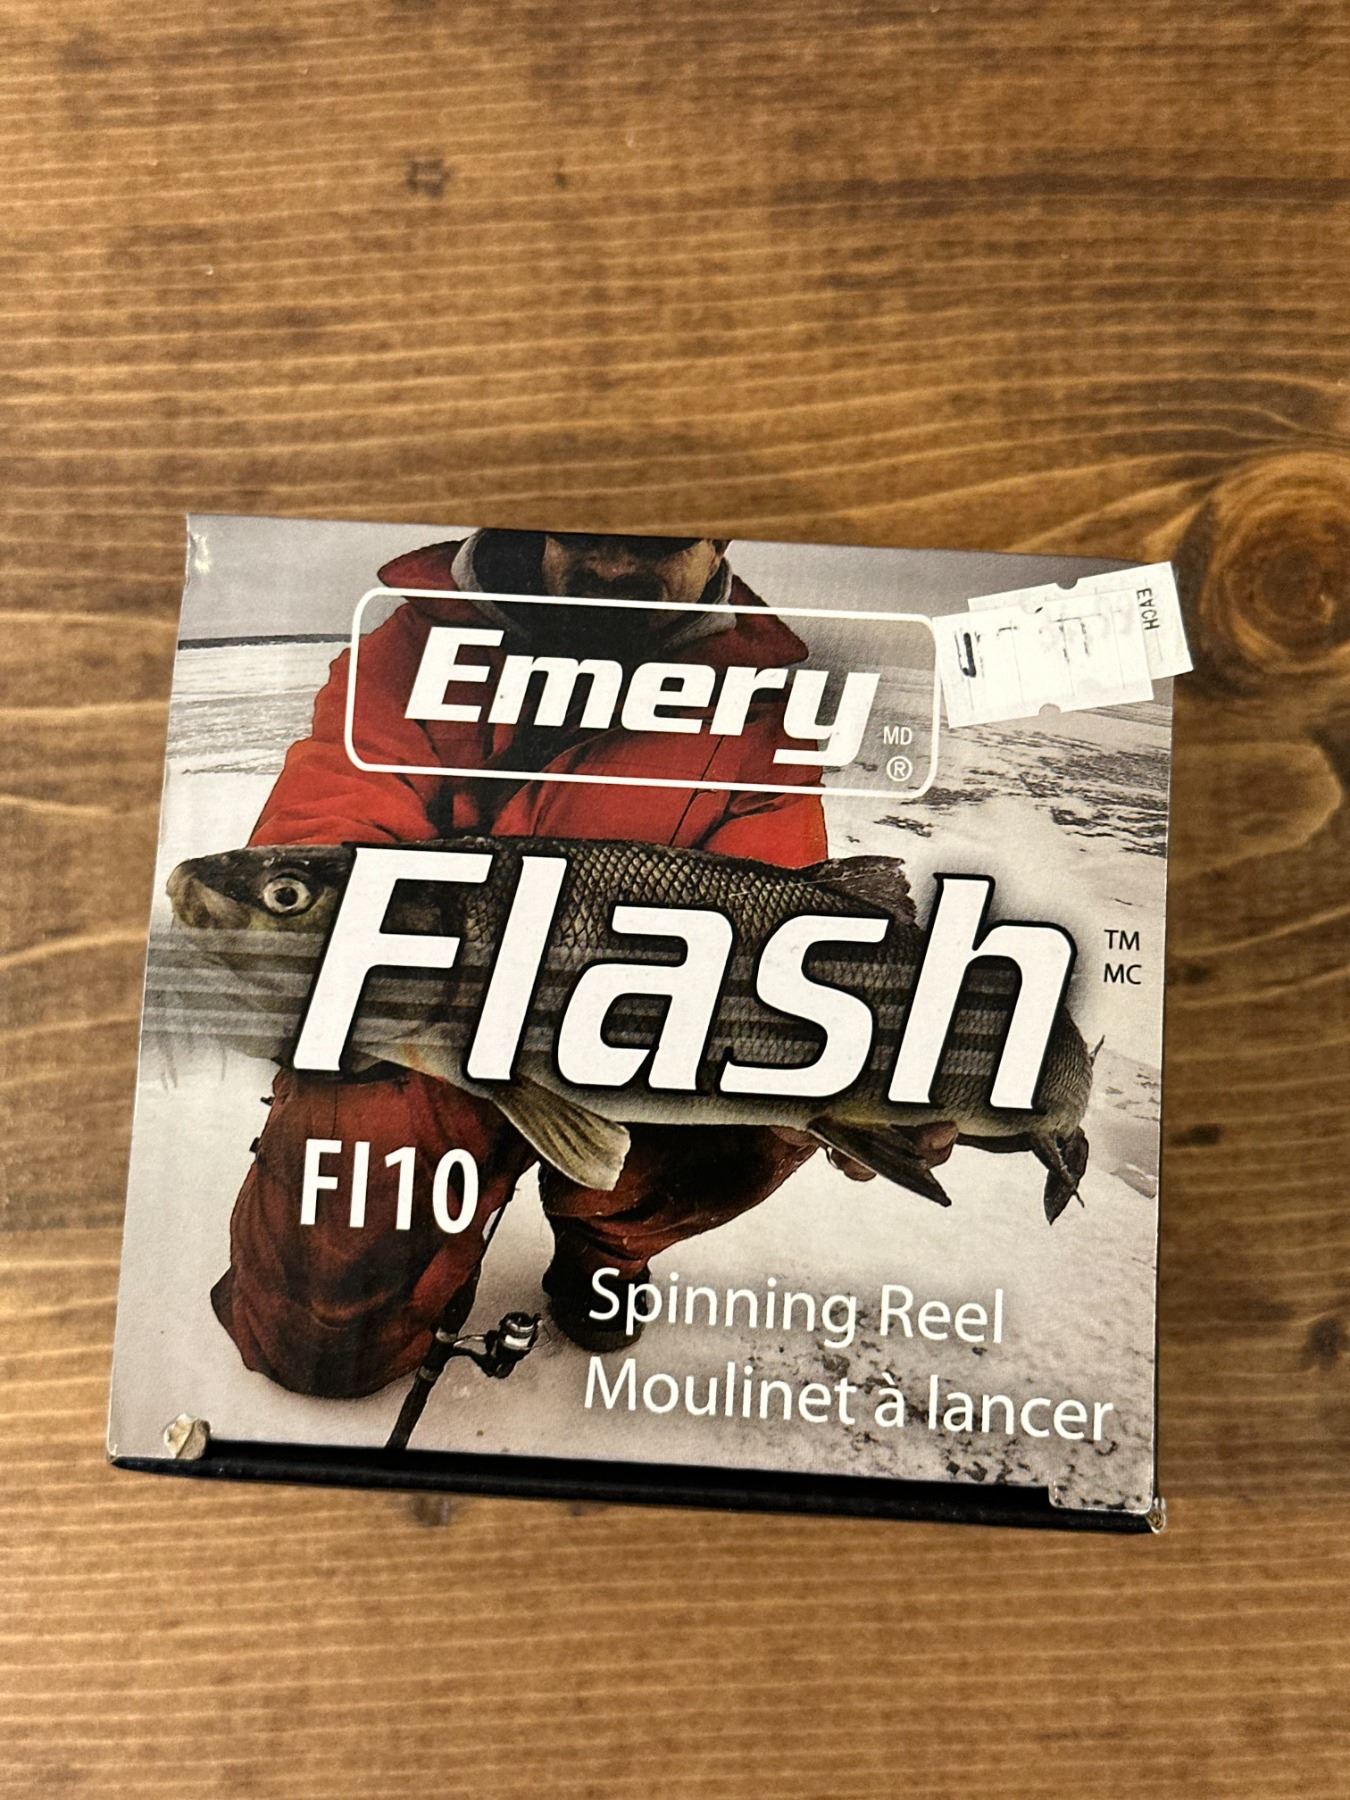 Emery
MD
®
EACH
Flash
TM
MC
Fl10
Spinning Reel
Moulinet à lancer